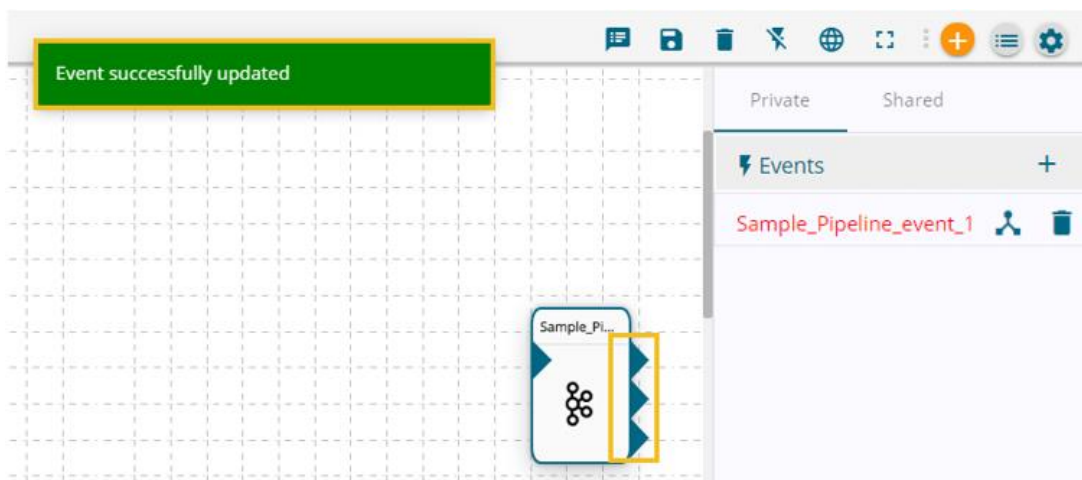 Event successfully updated
Private
Shared
Events
Sample_Pipeline_event_1
Sample_Pi...